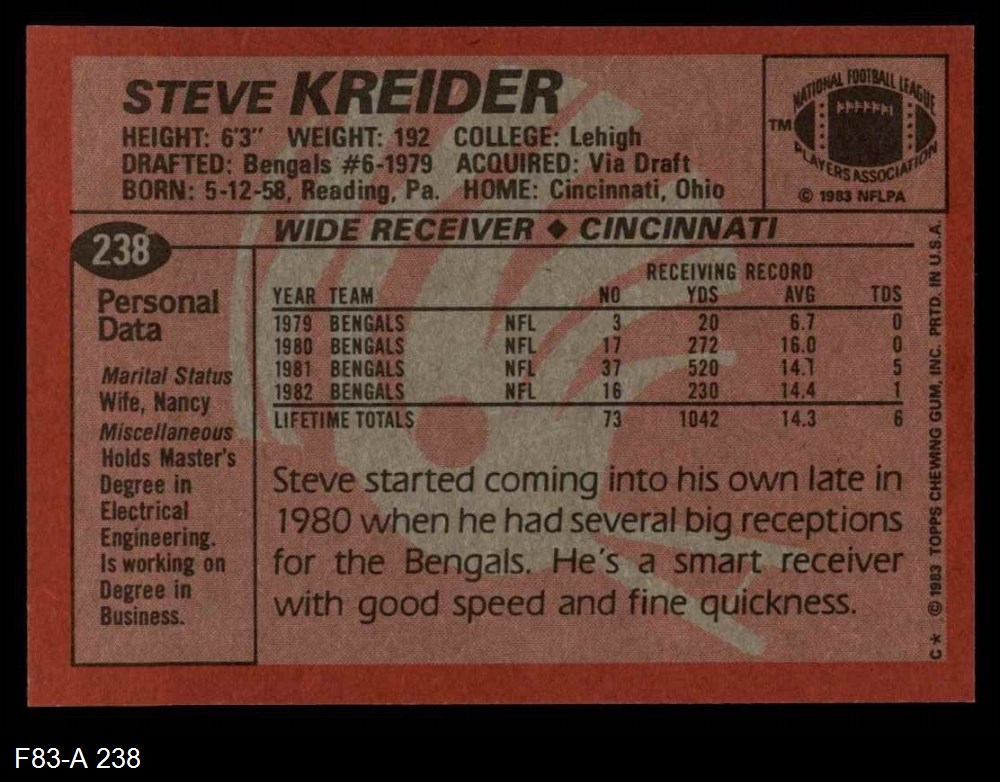 STEVE KREIDER
HEIGHT: 6'3" WEIGHT: 192 COLLEGE: Lehigh
DRAFTED: Bengals #6-1979 ACQUIRED: Via Draft
BORN: 5-12-58, Reading, Pa. HOME: Cincinnati, Ohio
NATIONAL FOOTBALL LEAGUE
TM
PLAYERS ASSOCIATION
© 1983 NFLPA
238
WIDE RECEIVER ◆ CINCINNATI
Personal
Data
Marital Status
Wife, Nancy
Miscellaneous
Holds Master's
Degree in
Electrical
Engineering.
Is working on
Degree in
Business.
RECEIVING RECORD
YEAR TEAM NO YDS AVG TDS
1979 BENGALS NFL 3 20 6.7 0
1980 BENGALS NFL 17 272 16.0 0
1981 BENGALS NFL 37 520 14.1 5
1982 BENGALS NFL 16 230 14.4 1
LIFETIME TOTALS 73 1042 14.3 6
Steve started coming into his own late in
1980 when he had several big receptions
for the Bengals. He's a smart receiver
with good speed and fine quickness.
C * © 1983 TOPPS CHEWING GUM, INC. PRTD. IN U.S.A.
F83-A 238